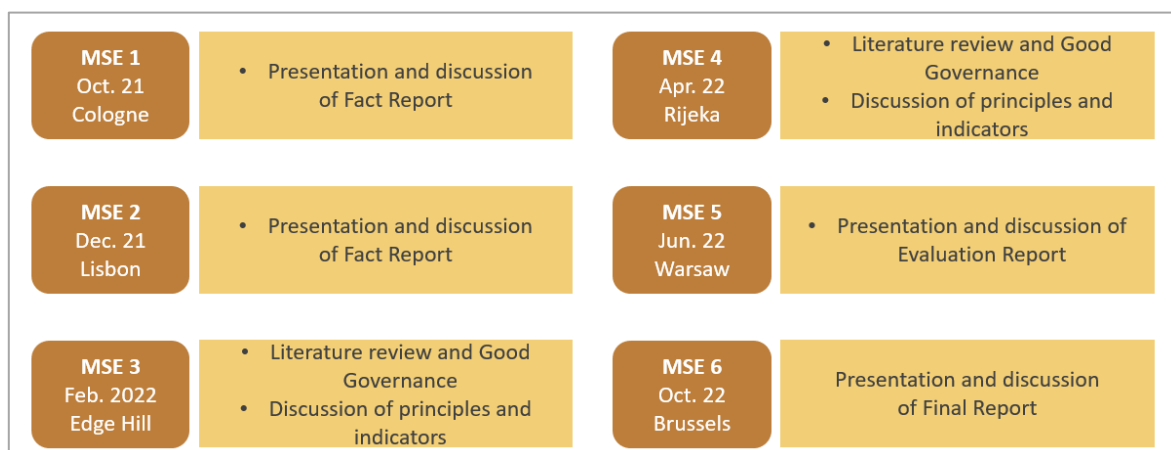 MSE 1
Oct. 21
Cologne
• Presentation and discussion
of Fact Report
MSE 2
Dec. 21
Lisbon
• Presentation and discussion
of Fact Report
MSE 3
Feb. 2022
Edge Hill
• Literature review and Good
Governance
• Discussion of principles and
indicators
MSE 4
Apr. 22
Rijeka
• Literature review and Good
Governance
• Discussion of principles and
indicators
MSE 5
Jun. 22
Warsaw
• Presentation and discussion of
Evaluation Report
MSE 6
Oct. 22
Brussels
Presentation and discussion
of Final Report